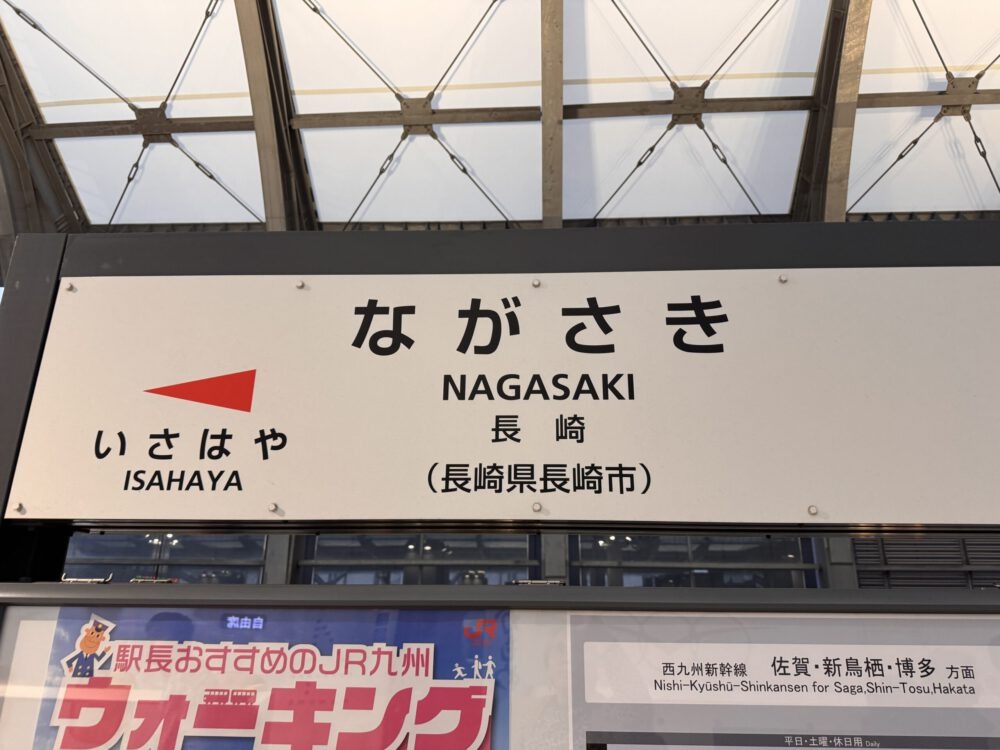 ながさき
NAGASAKI
長崎
(長崎県長崎市)
いさはや
ISAHAYA
JR
駅長おすすめのJR九州
ウォーキング
西九州新幹線 佐賀・新鳥栖・博多 方面
Nishi-Kyūshū-Shinkansen for Saga,Shin-Tosu,Hakata
平日・土曜・休日用 Daily